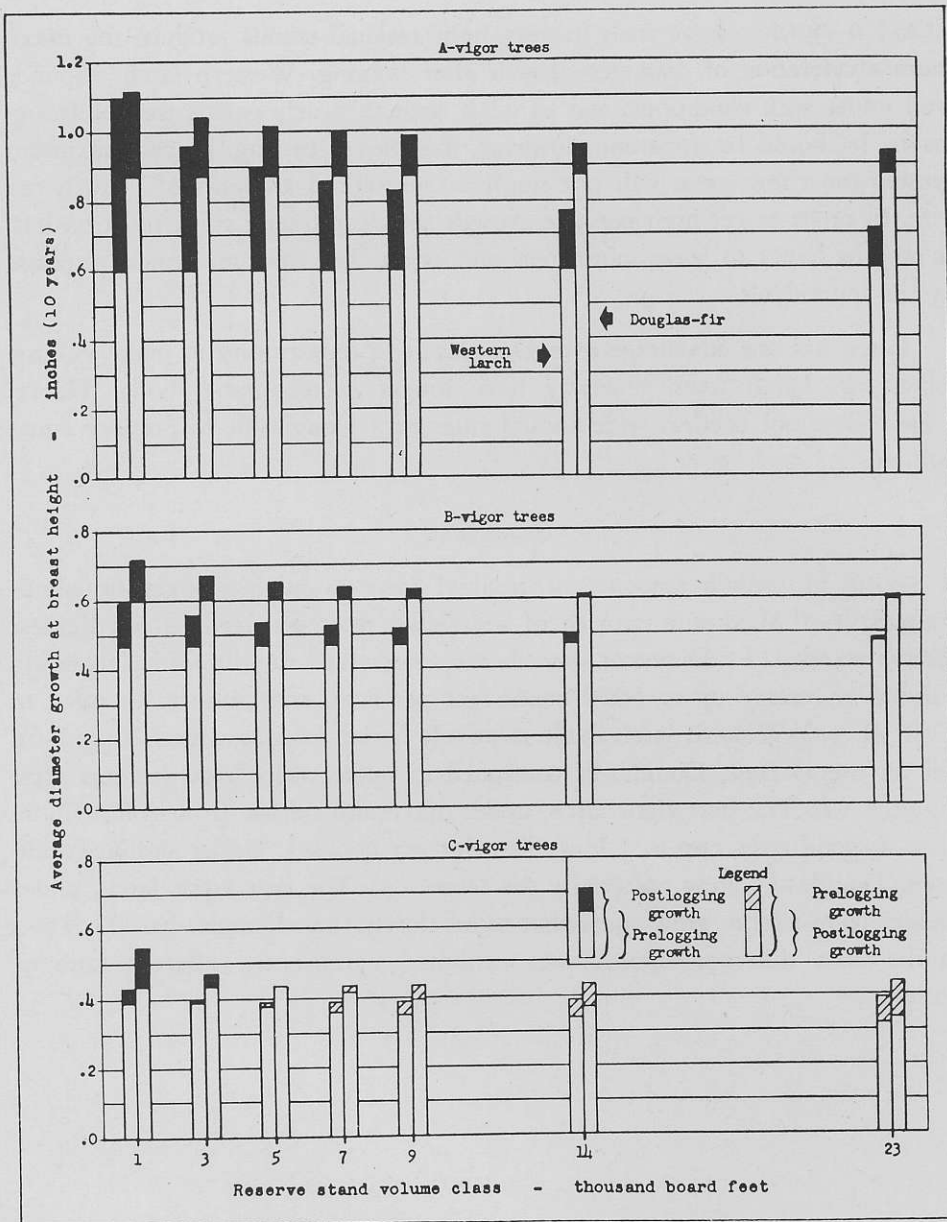 A-vigor trees
1.2
1.0
.8
.6
.4
.2
.0
Douglas-fir
Western
larch
B-vigor trees
.8
.6
.4
.2
.0
C-vigor trees
.8
.6
.4
.2
.0
Legend
Postlogging
growth
Prelogging
growth
Prelogging
growth
Postlogging
growth
1 3 5 7 9 14 23
Reserve stand volume class - thousand board feet
Average diameter growth at breast height - inches (10 years)